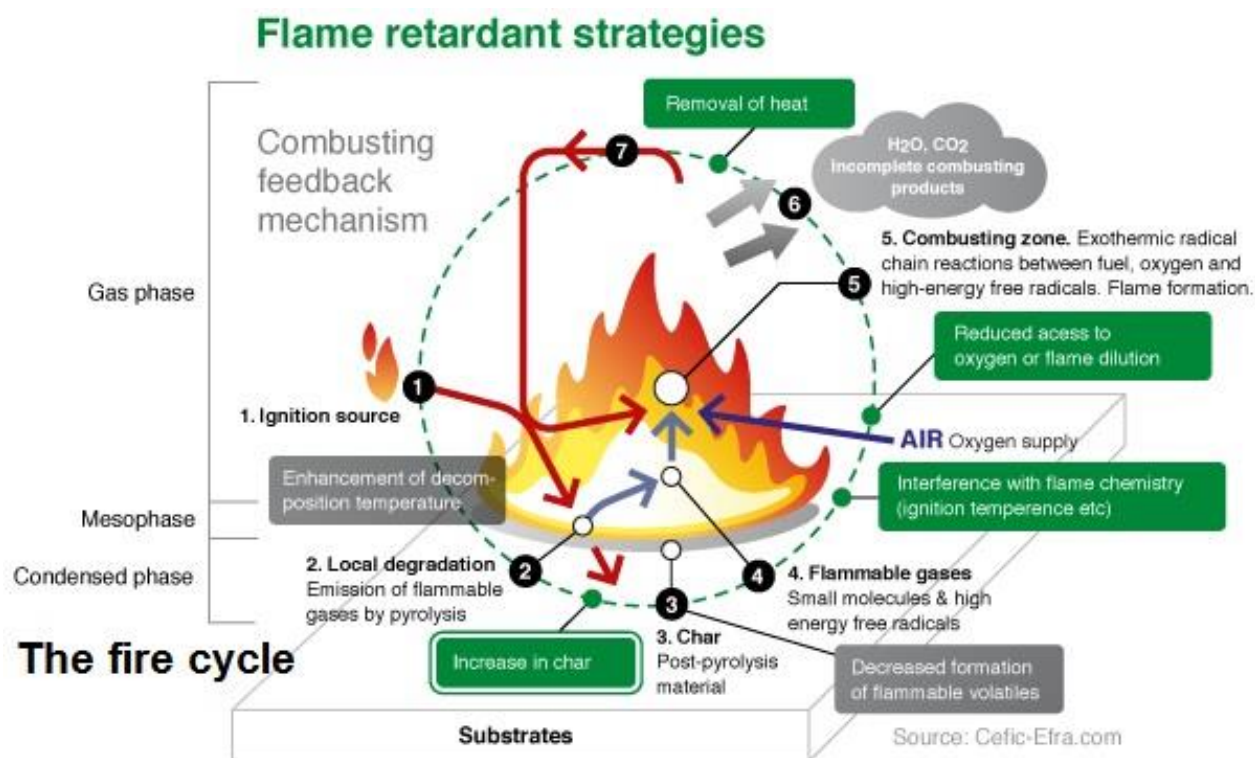 Flame retardant strategies
Combusting
feedback
mechanism
Removal of heat
7
H2O, CO2
Incomplete combusting
products
6
5. Combusting zone. Exothermic radical
chain reactions between fuel, oxygen and
high-energy free radicals. Flame formation.
5
Gas phase
Reduced acess to
oxygen or flame dilution
1
1. Ignition source
AIR Oxygen supply
Enhancement of decom-
position temperature
Interference with flame chemistry
(ignition temperence etc)
Mesophase
Condensed phase
2. Local degradation
Emission of flammable
gases by pyrolysis
2
3
4
4. Flammable gases
Small molecules & high
energy free radicals
3. Char
Post-pyrolysis
material
The fire cycle
Increase in char
Decreased formation
of flammable volatiles
Substrates
Source: Cefic-Efra.com